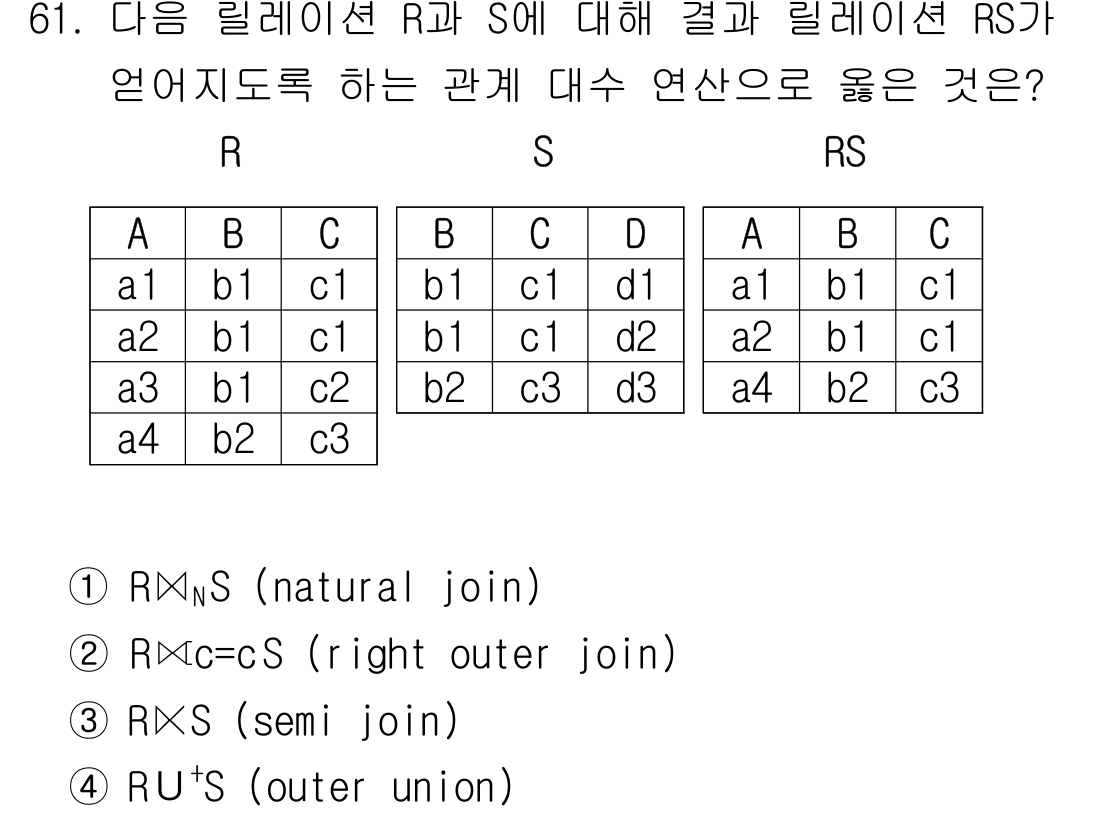 61. 다음 릴레이션 R과 S에 대해 결과 릴레이션 RS가
얻어지도록 하는 관계 대수 연산으로 옳은 것은?
R S RS
A B C B C D A B C
a1 b1 c1 b1 c1 d1 a1 b1 c1
a2 b1 c1 b1 c1 d2 a2 b1 c1
a3 b1 c2 b2 c3 d3 a4 b2 c3
a4 b2 c3
① R⋈NS (natural join)
② R⟖c=cS (right outer join)
③ R⋉S (semi join)
④ RU⁺S (outer union)